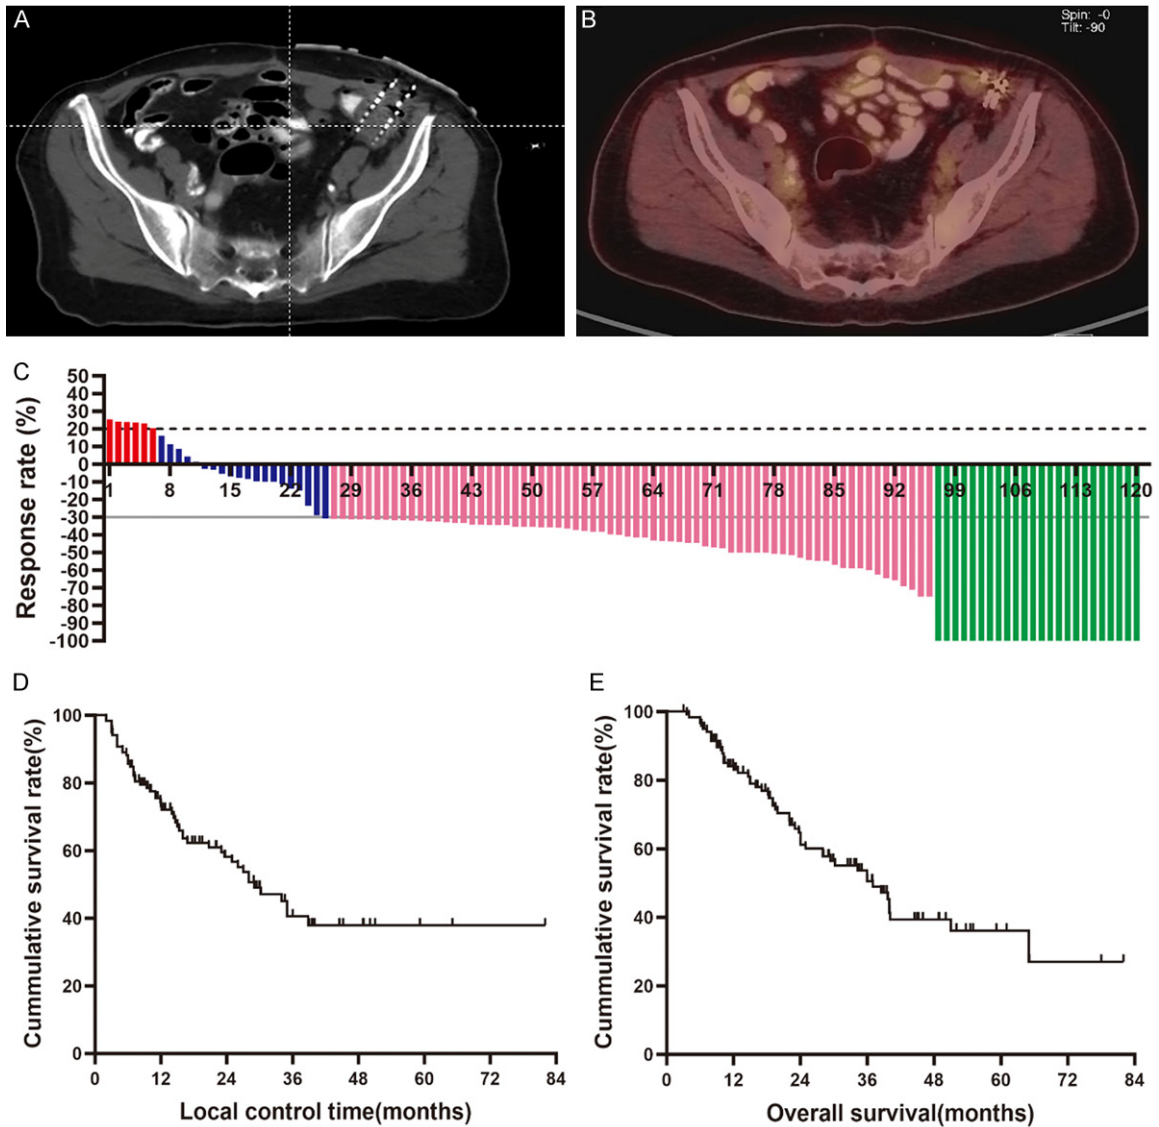 A
B
Spin: -0
Tilt: -90
C
Response rate (%)
50
40
30
20
10
0
-10
-20
-30
-40
-50
-60
-70
-80
-90
-100
1 8 15 22 29 36 43 50 57 64 71 78 85 92 99 106 113 120
D
Cummulative survival rate(%)
100
80
60
40
20
0
0 12 24 36 48 60 72 84
Local control time(months)
E
Cummulative survival rate(%)
100
80
60
40
20
0
0 12 24 36 48 60 72 84
Overall survival(months)